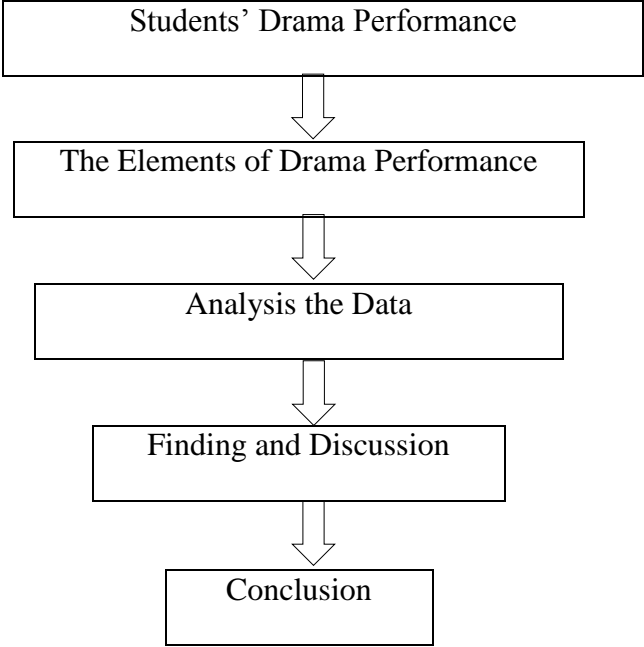 Students’ Drama Performance
The Elements of Drama Performance
Analysis the Data
Finding and Discussion
Conclusion